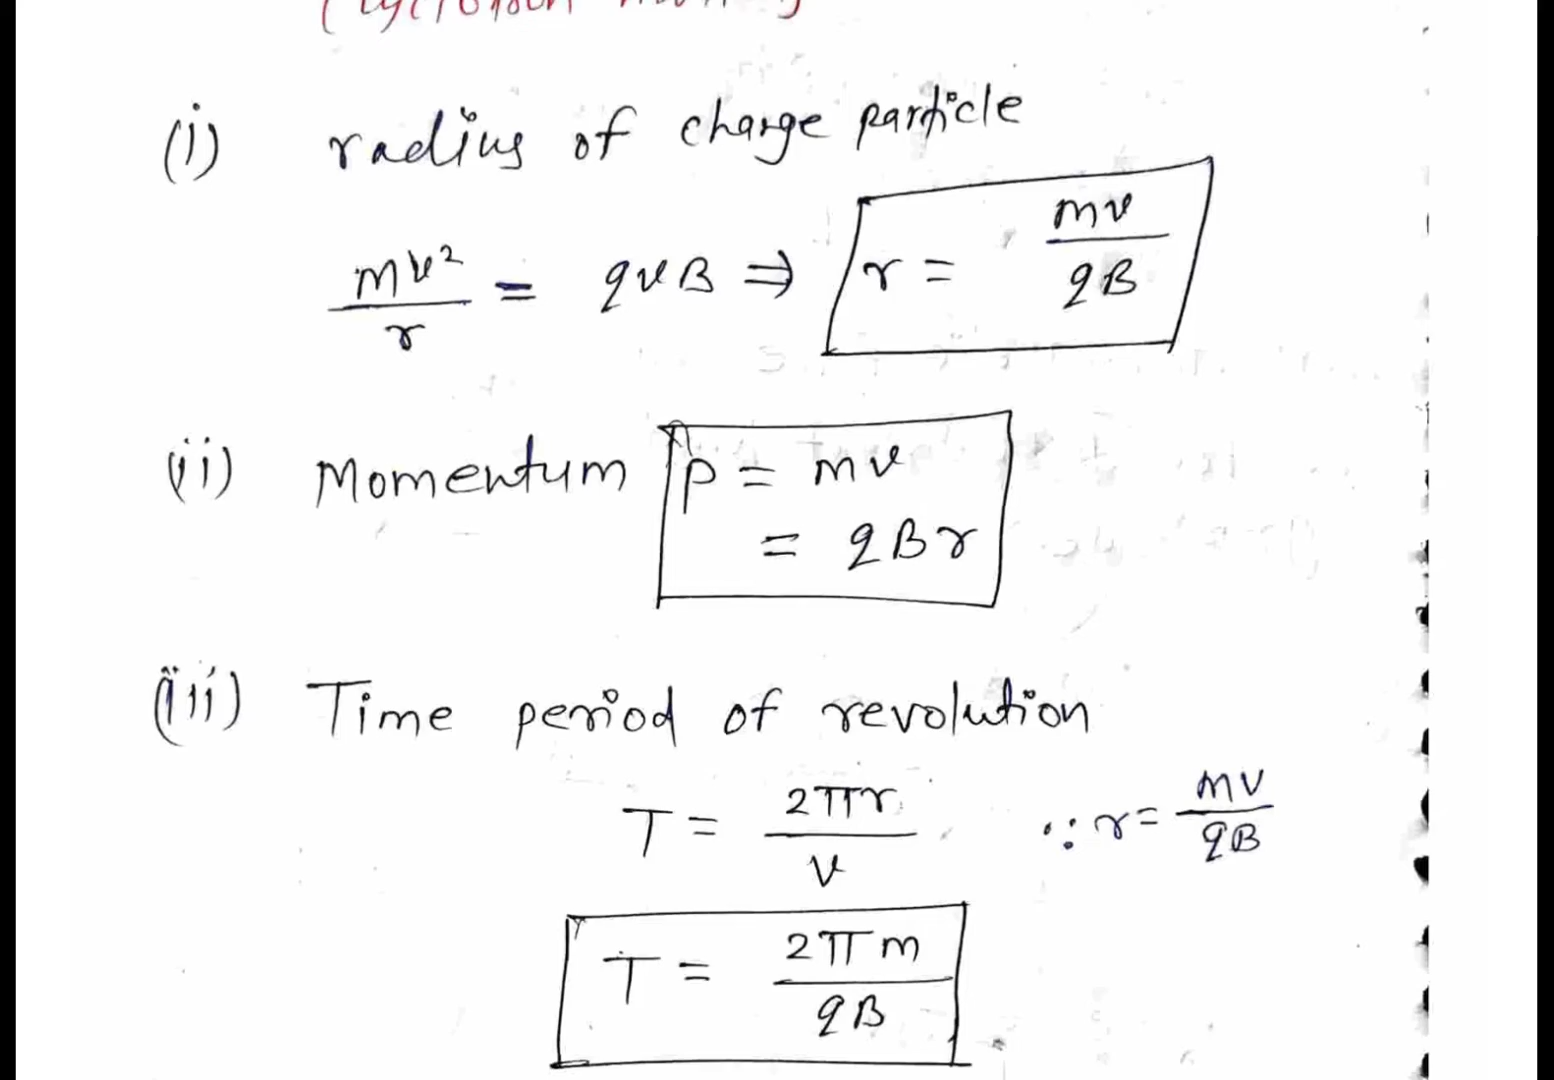 (i) radius of charge particle
mv²/r = qvB ⇒ r = mv/qB
(ii) Momentum p = mv
= qBr
(iii) Time period of revolution
T = 2πr/v ∵ r = mv/qB
T = 2πm/qB